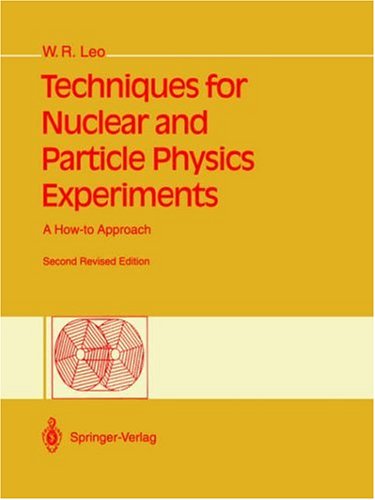 W. R. Leo
Techniques for
Nuclear and
Particle Physics
Experiments
A How-to Approach
Second Revised Edition
Springer-Verlag